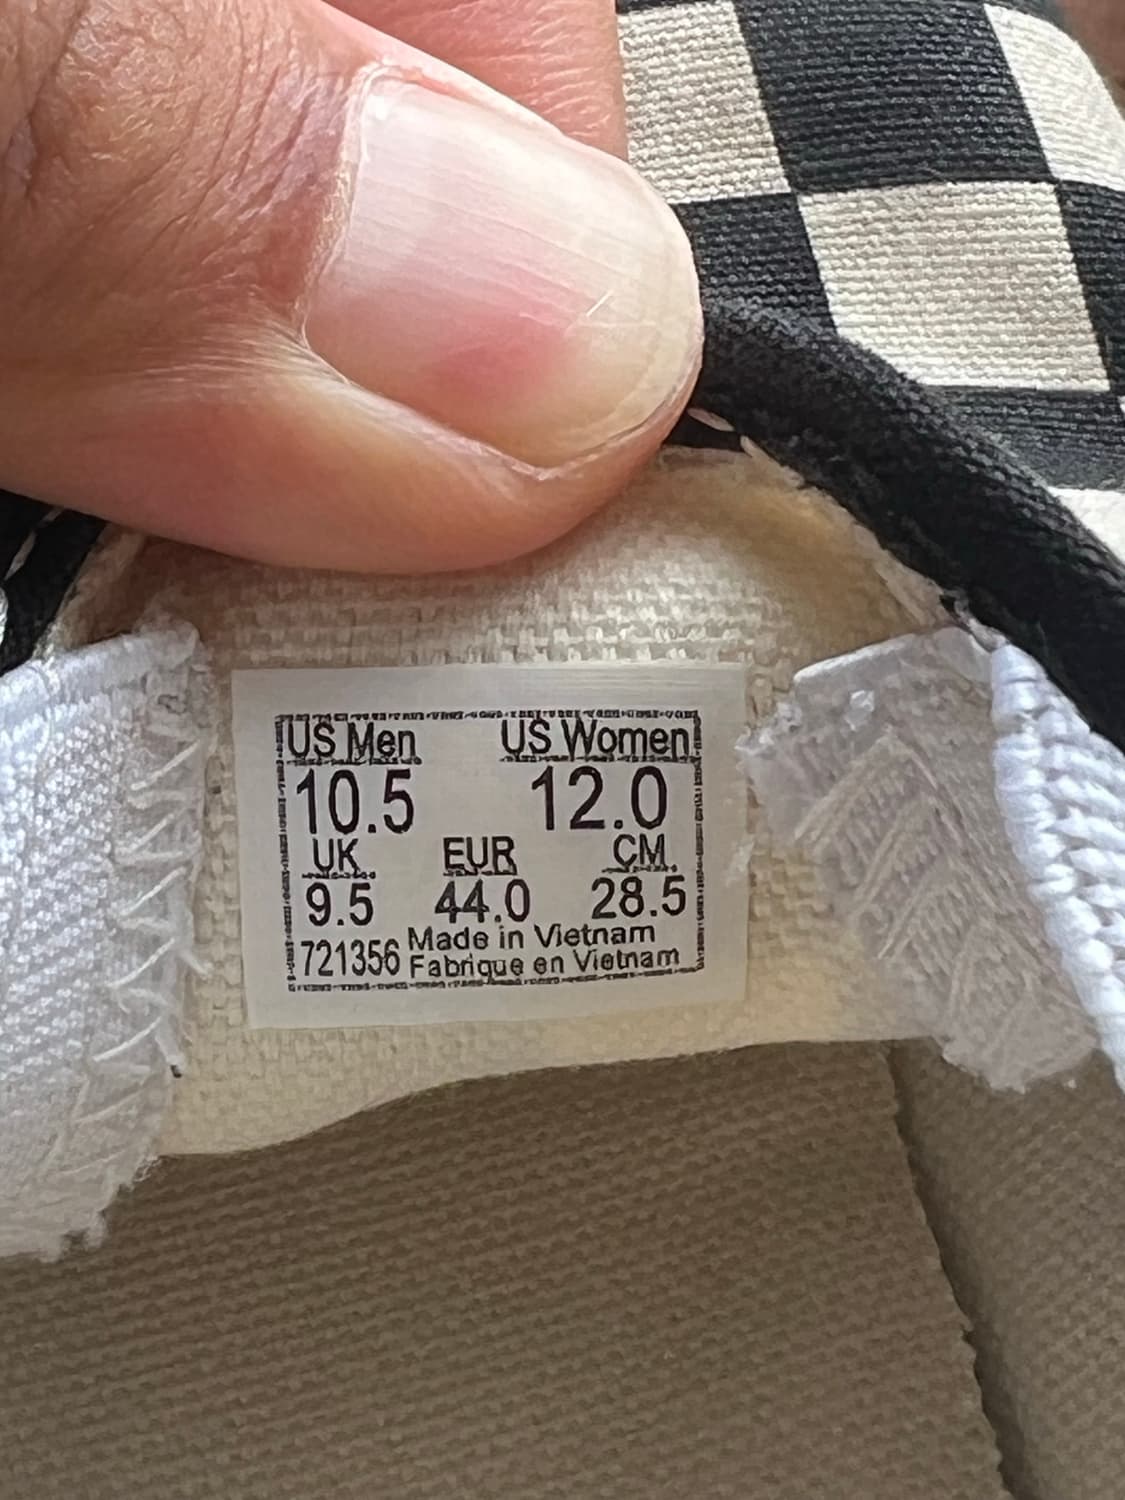 US Men US Women
10.5 12.0
UK EUR CM
9.5 44.0 28.5
721356 Made in Vietnam
Fabrique en Vietnam